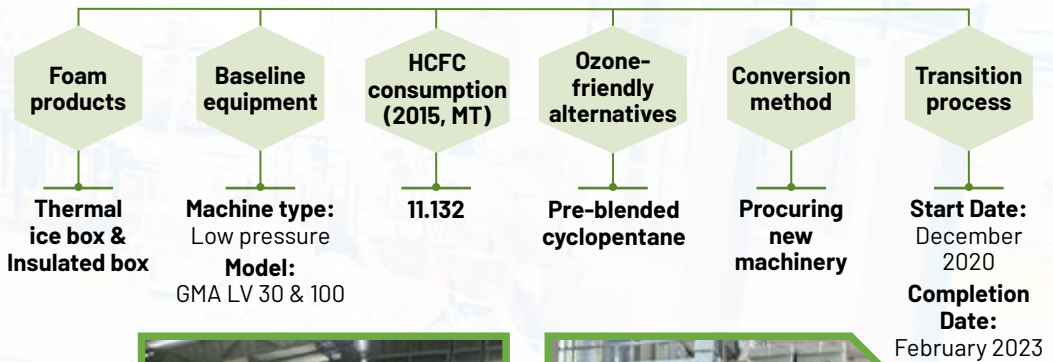 Foam
products
Baseline
equipment
HCFC
consumption
(2015, MT)
Ozone-
friendly
alternatives
Conversion
method
Transition
process
Thermal
ice box &
Insulated box
Machine type:
Low pressure
Model:
GMA LV 30 & 100
11.132
Pre-blended
cyclopentane
Procuring
new
machinery
Start Date:
December
2020
Completion
Date:
February 2023